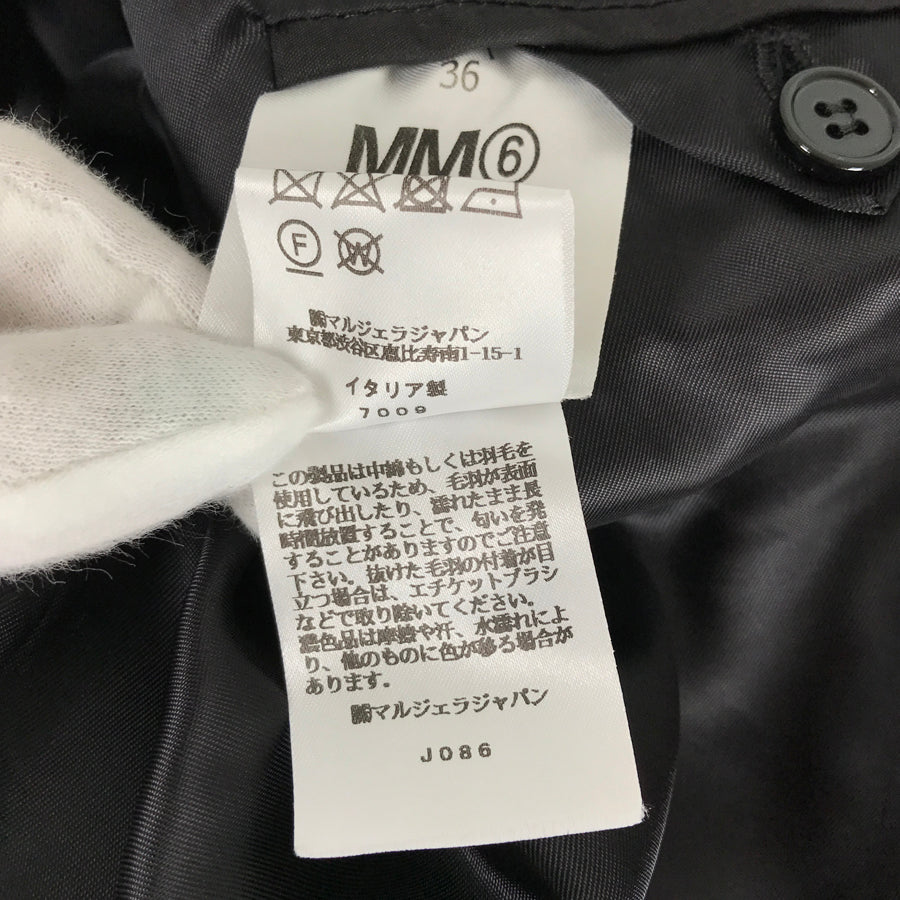 36
MM⑥
F
W
㈱マルジェラジャパン
東京都渋谷区恵比寿南1-15-1
イタリア製
7009
この製品は中綿もしくは羽毛を
使用しているため、毛羽が表面
に飛び出したり、濡れたまま長
時間放置することで、匂いを発
することがありますのでご注意
下さい。抜けた毛羽の付着が目
立つ場合は、エチケットブラシ
などで取り除いてください。
濃色品は摩擦や汗、水濡れによ
り、他のものに色が移る場合が
あります。
㈱マルジェラジャパン
J086